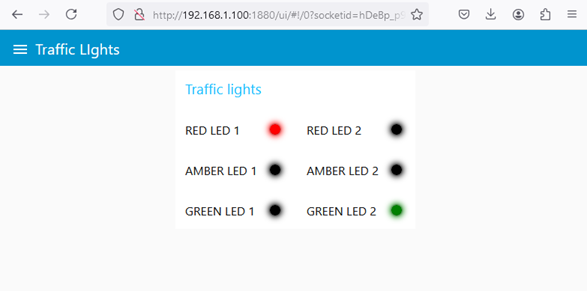 http://192.168.1.100:1880/ui/#!/0?socketid=hDeBp_p
Traffic LIghts
Traffic lights
RED LED 1 RED LED 2
AMBER LED 1 AMBER LED 2
GREEN LED 1 GREEN LED 2